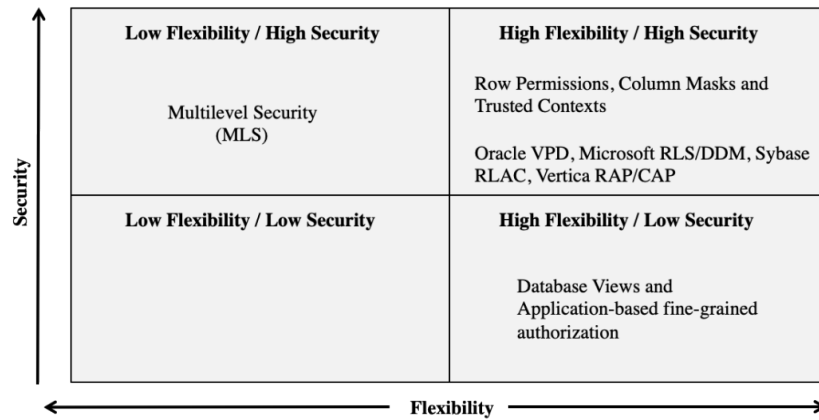 Low Flexibility / High Security
Multilevel Security
(MLS)
High Flexibility / High Security
Row Permissions, Column Masks and
Trusted Contexts
Oracle VPD, Microsoft RLS/DDM, Sybase
RLAC, Vertica RAP/CAP
Security
Low Flexibility / Low Security
High Flexibility / Low Security
Database Views and
Application-based fine-grained
authorization
Flexibility